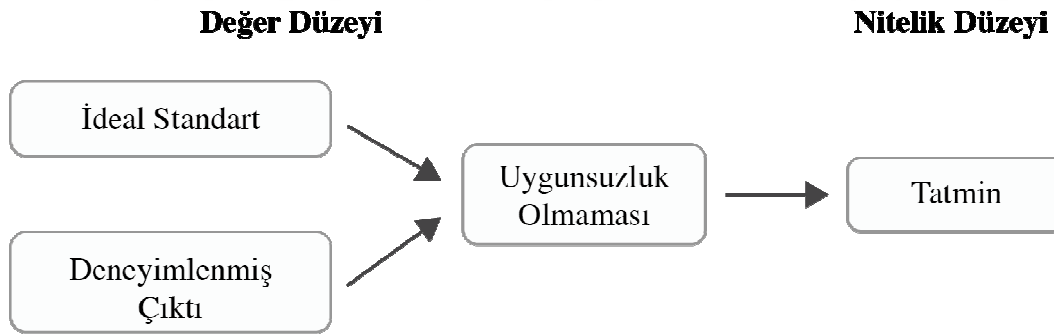 Değer Düzeyi
Nitelik Düzeyi
İdeal Standart
Uygunsuzluk
Olmaması
Tatmin
Deneyimlenmiş
Çıktı